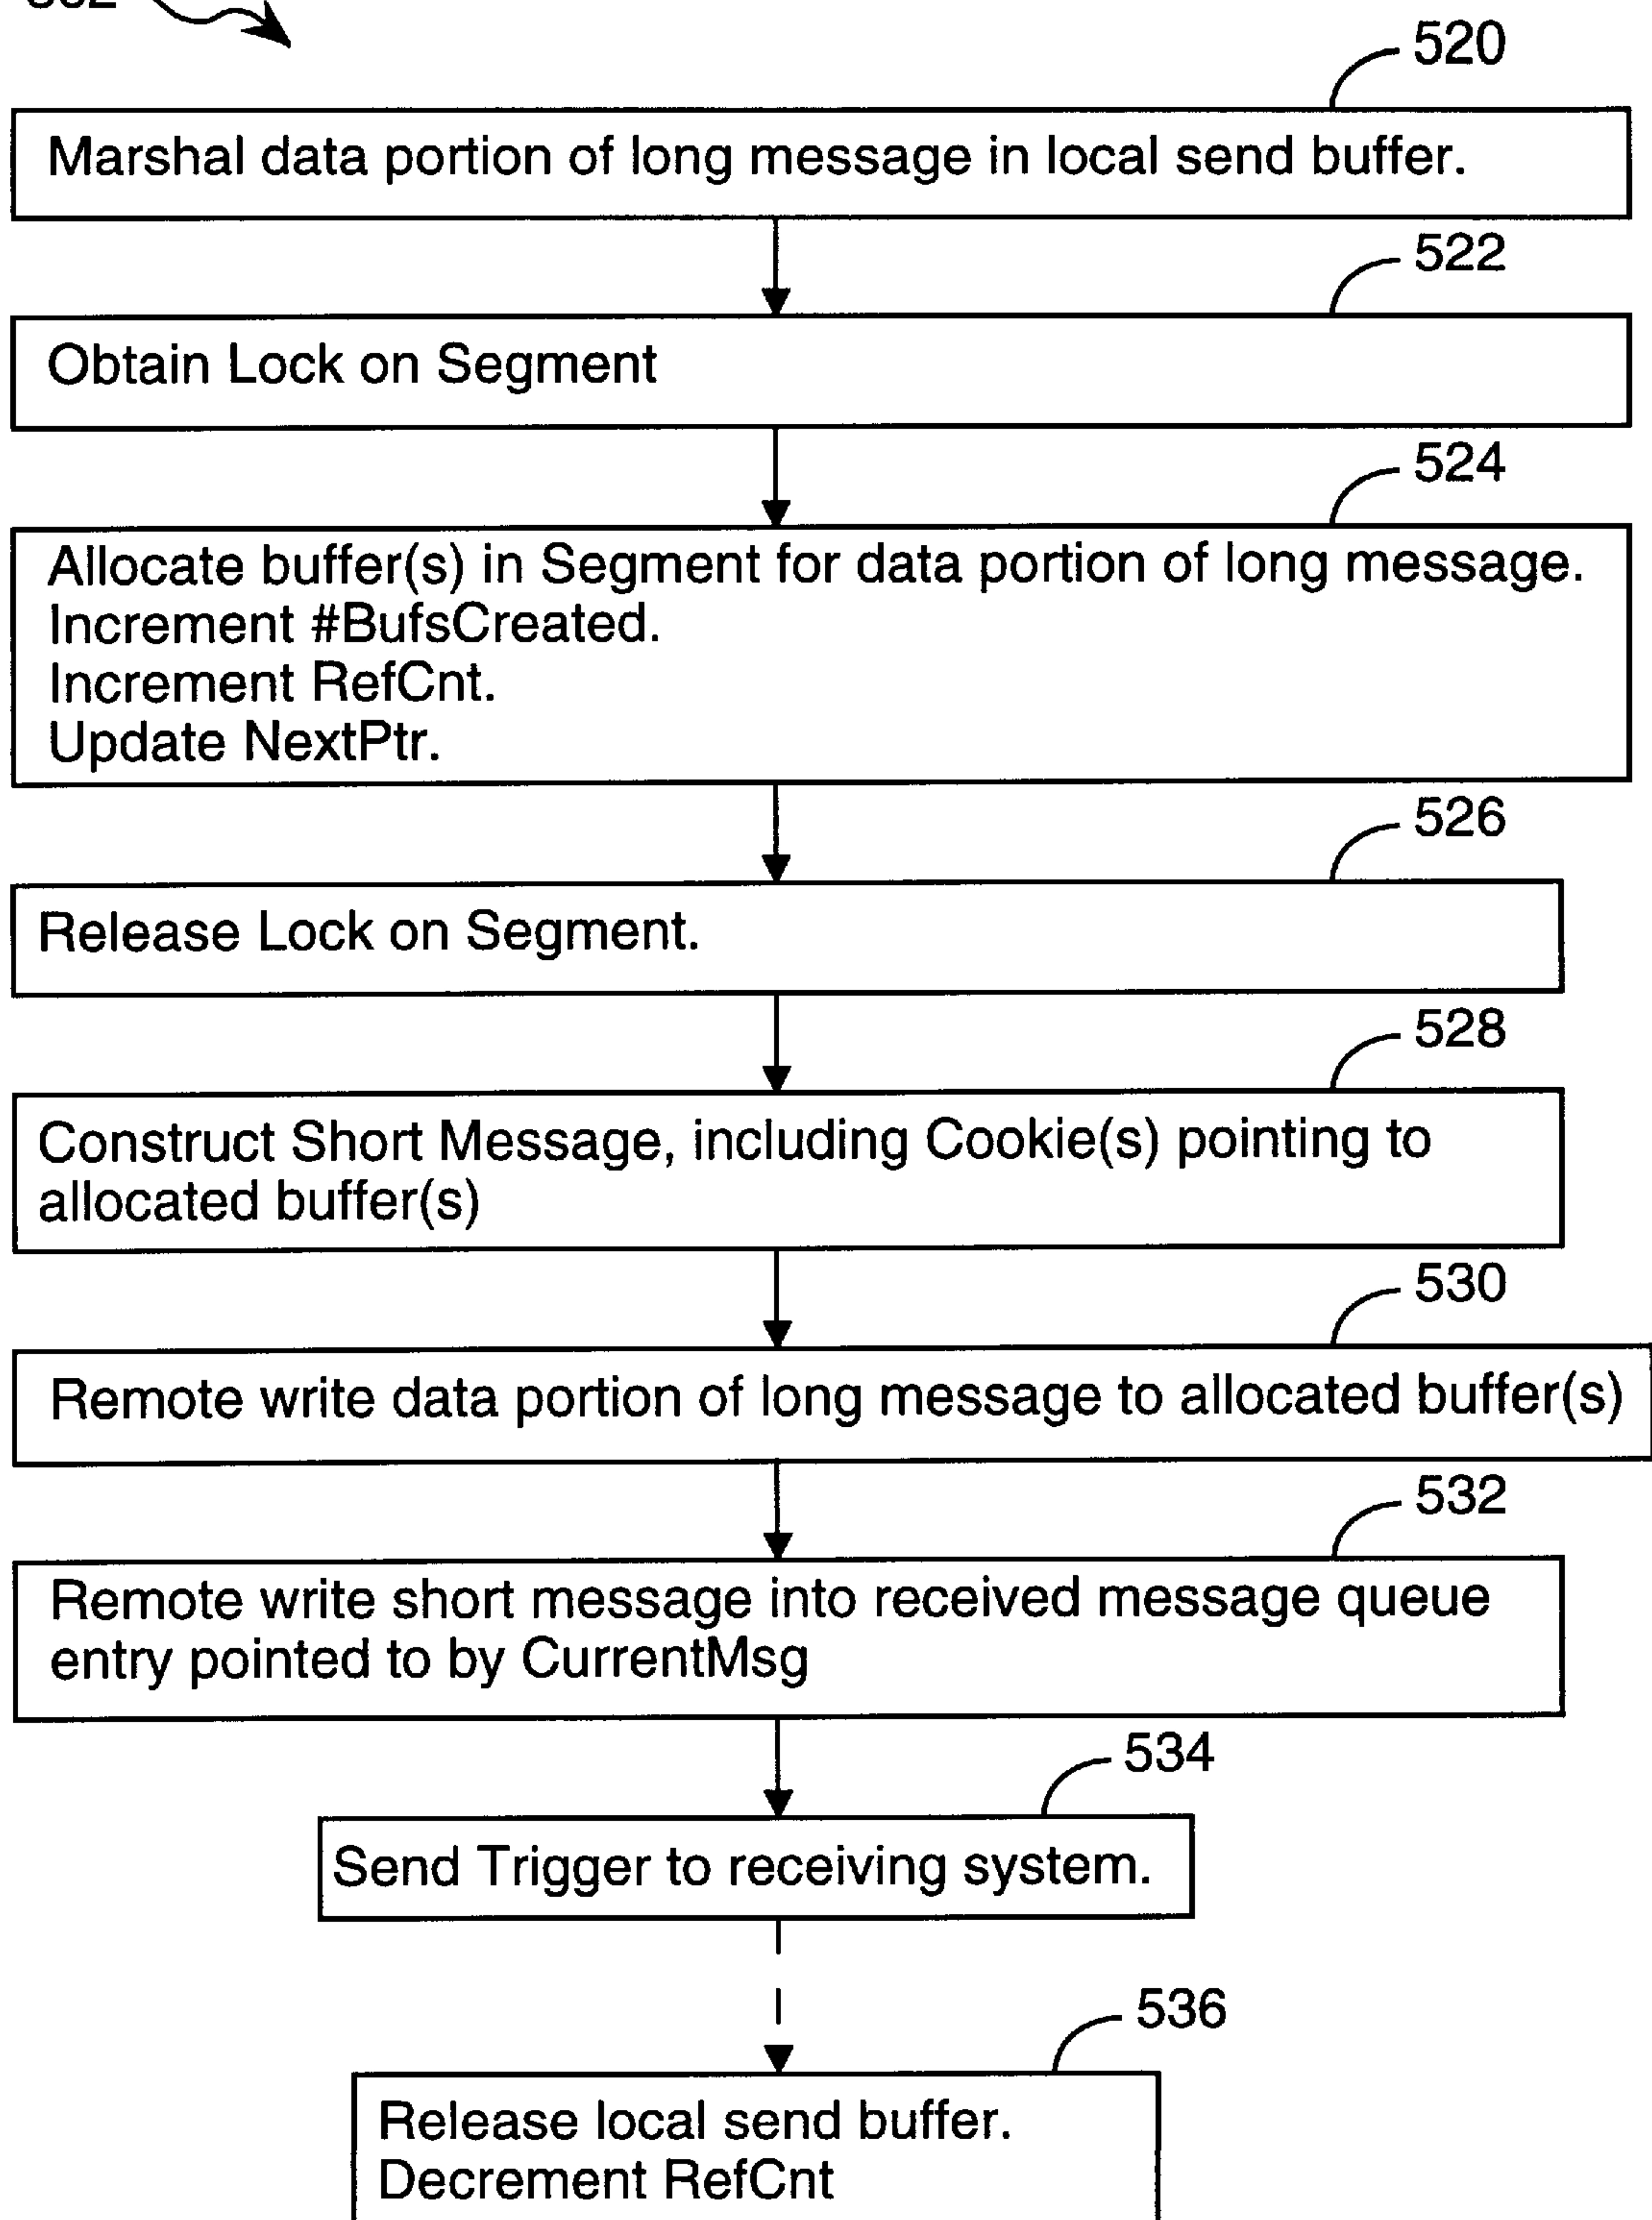 520
Marshal data portion of long message in local send buffer.
522
Obtain Lock on Segment
524
Allocate buffer(s) in Segment for data portion of long message.
Increment #BufsCreated.
Increment RefCnt.
Update NextPtr.
526
Release Lock on Segment.
528
Construct Short Message, including Cookie(s) pointing to
allocated buffer(s)
530
Remote write data portion of long message to allocated buffer(s)
532
Remote write short message into received message queue
entry pointed to by CurrentMsg
534
Send Trigger to receiving system.
536
Release local send buffer.
Decrement RefCnt